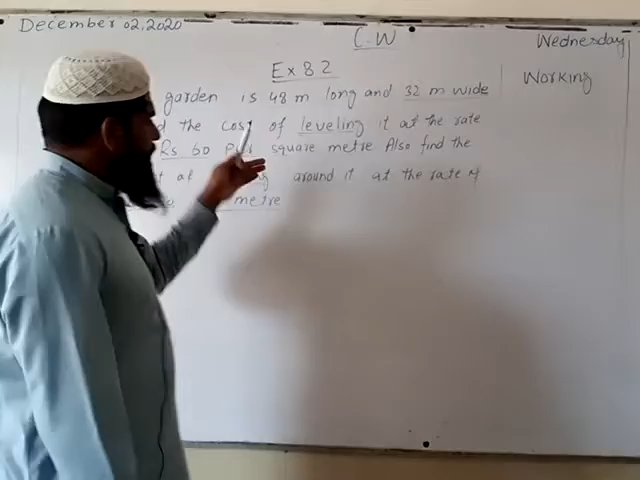 December 02.2020
C W
Wednesday
Ex 8 2
garden is 48 m long and 32 m wide
Working
the cost of leveling it at the rate
Rs 60 per square metre Also find the
around it at the rate of
metre